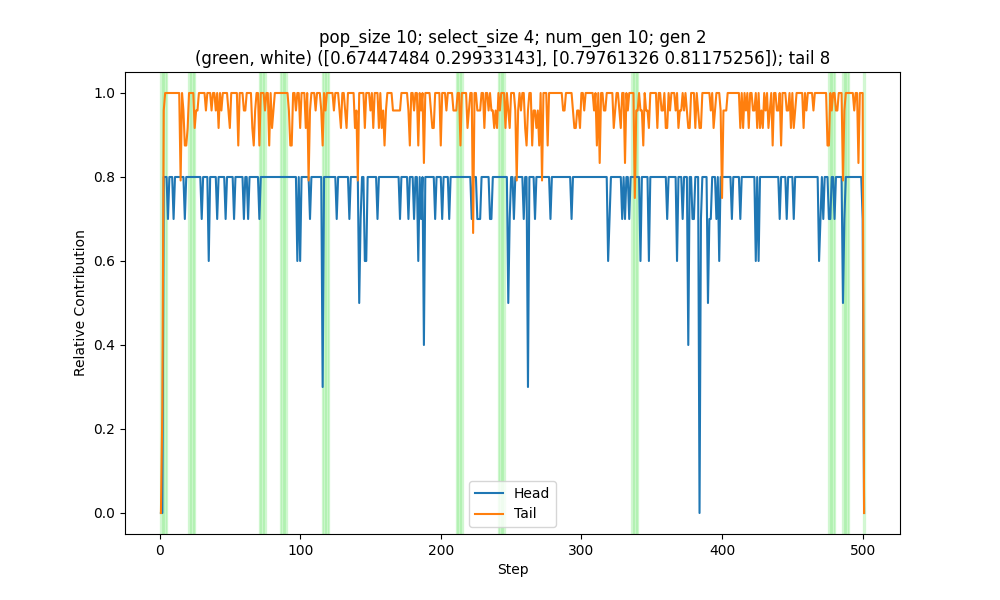 pop_size 10; select_size 4; num_gen 10; gen 2
(green, white) ([0.67447484 0.29933143], [0.79761326 0.81175256]); tail 8
1.0
0.8
0.6
0.4
0.2
0.0
Relative Contribution
Head
Tail
0 100 200 300 400 500
Step